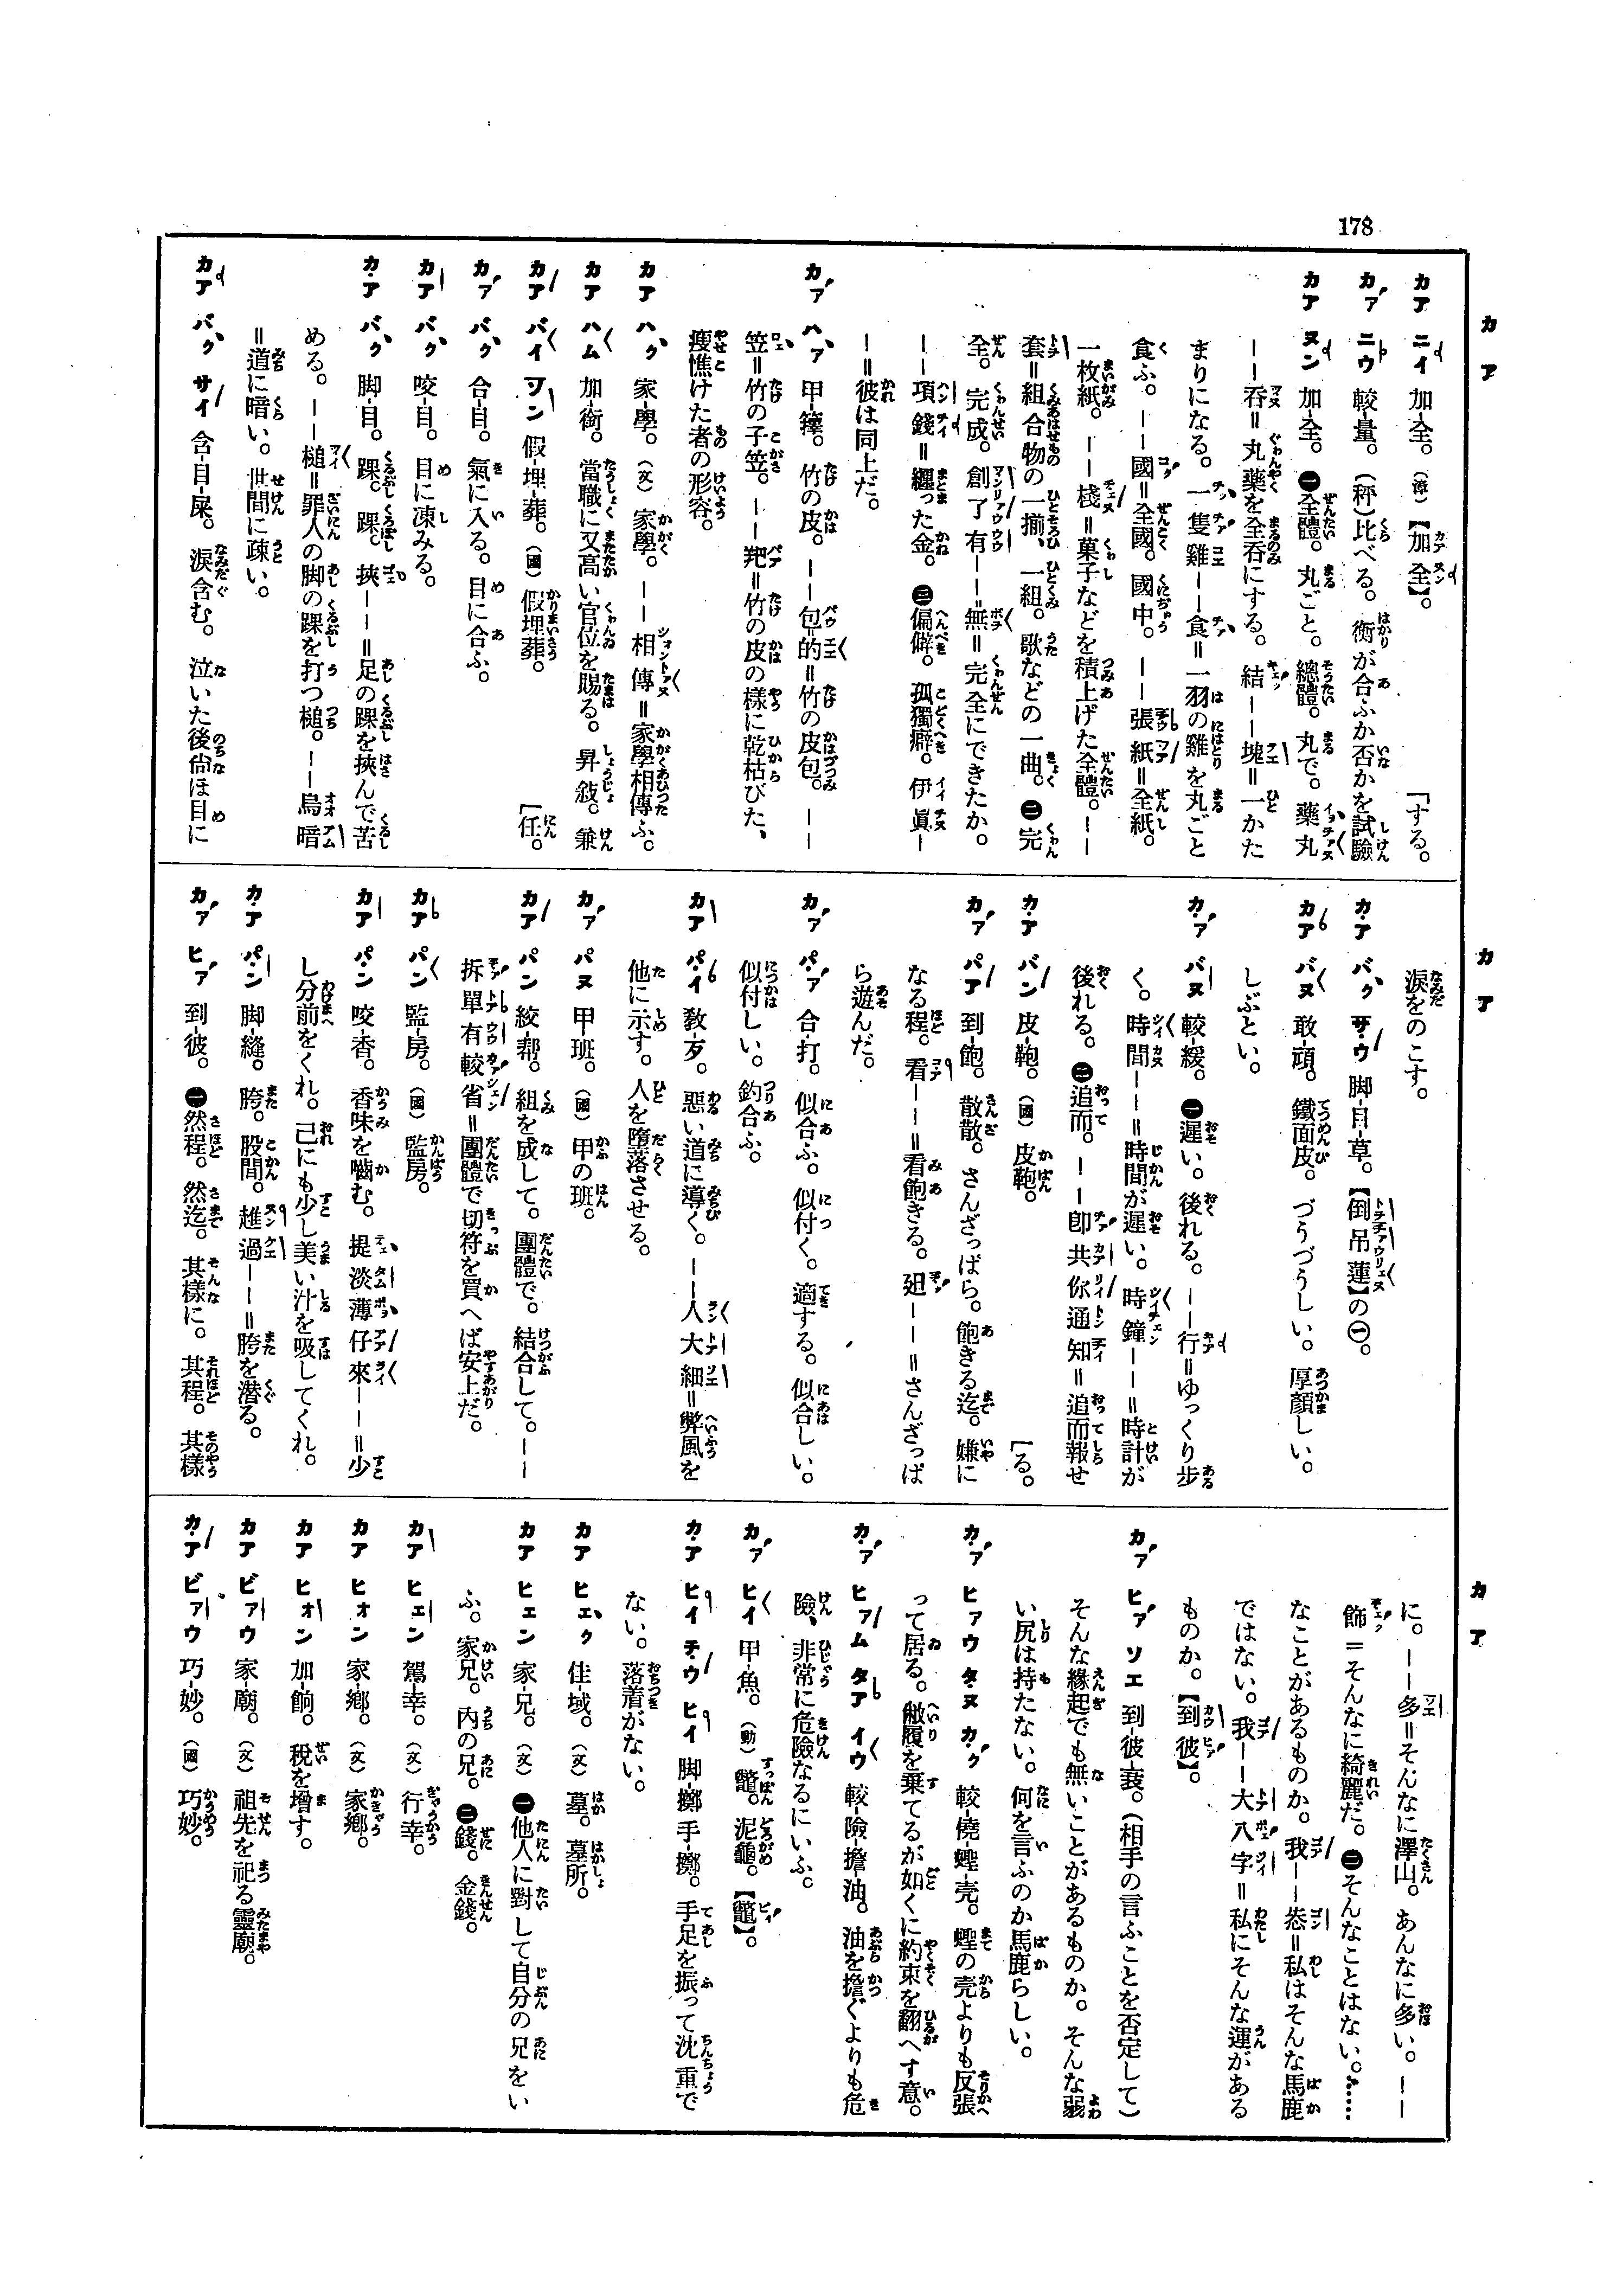 178
カア
カア ニイ 加-全。(漳)【加全】。
カア ニウ 較-量。(秤)比べる。衡が合ふか否かを試驗[する。
カア ヌン 加-全。㊀全體。丸ごと。總體。丸で。藥丸
——吞=丸藥を全吞にする。結——塊=一かた
まりになる。一隻雞——食=一羽の雞を丸ごと
食ふ。——國=全國。國中。——張紙=全紙。
一枚紙。——棧=菓子などを積上げた全體。——
套=組合物の一揃、一組。歌などの一曲。㊁完
全。完成。創了有——無=完全にできたか。
——項錢=纏った金。㊂偏僻。孤獨癖。伊眞—
—=彼は同上だ。
カア ハア 甲-籜。竹の皮。——包的=竹の皮包。——
笠=竹の子笠。——粑=竹の皮の樣に乾枯びた、
瘦憔けた者の形容。
カア ハク 家-學。(文)家學。——相傳=家學相傳ふ。
カア ハム 加-銜。當職に又高い官位を賜る。昇敍。兼[任。
カア バイ ツン 假-埋-葬。(國)假埋葬。
カア バク 合-目。氣に入る。目に合ふ。
カア バク 咬-目。目に凍みる。
カア バク 脚-目。踝。踝。挾——=足の踝を挾んで苦
める。——槌=罪人の脚の踝を打つ槌。——烏暗
=道に暗い。世間に疎い。
カア バク サイ 含-目-屎。淚含む。泣いた後尙ほ目に
カア
淚をのこす。
カア バク ザウ 脚-目-草。【倒吊蓮】の㊀。
カア バヌ 敢-頑。鐵面皮。づうづうしい。厚顏しい。
しぶとい。
カア バヌ 較-緩。㊀遲い。後れる。——行=ゆっくり步
く。時間——=時間が遲い。時鐘——=時計が
後れる。㊁追而。——卽共你通知=追而報せ[る。
カア バン 皮-鞄。(國)皮鞄。
カア パア 到-飽。散散。さんざっぱら。飽きる迄。嫌に
なる程。看——=看飽きる。——=さんざっぱ
ら遊んだ。
カア パア 合-打。似合ふ。似付く。適する。似合しい。
似付しい。釣合ふ。
カア パイ 敎-歹。惡い道に導く。——人大細=弊風を
他に示す。人を墮落させる。
カア パヌ 甲-班。(國)甲の班。
カア パン 絞-帮。組を成して。團體で。結合して。——
拆單有較省=團體で切符を買へば安上だ。
カア パン 監-房。(國)監房。
カア パン 咬-香。香味を嚙む。提淡薄仔來——=少
し分前をくれ。己にも少し美い汁を吸してくれ。
カア パン 脚-縫。胯。股間。趖過——=胯を潜る。
カア ヒア 到-彼。㊀然程。然迄。其樣に。其程。其樣
カア
に。——多=そんなに澤山。あんなに多い。——
飾=そんなに綺麗だ。㊁そんなことはない。……
なことがあるものか。我——怣=私はそんな馬鹿
ではない。我——大八字=私にそんな運がある
ものか。【到彼】。
カア ヒア ソエ 到-彼-衰。(相手の言ふことを否定して)
そんな緣起でも無いことがあるものか。そんな弱
い尻は持たない。何を言ふのか馬鹿らしい。
カア ヒアウ タヌ カク 較-僥-蟶-壳。蟶の壳よりも反張
って居る。敝履を棄てるが如くに約束を翻へす意。
カア ヒアム タア イウ 較-險-擔-油。油を擔ぐよりも危
險、非常に危險なるにいふ。
カア ヒイ 甲-魚。(動)鼈。泥龜。【鼈】。
カア ヒイ チウ ヒイ 脚-擲-手-擲。手足を振って沈重で
ない。落着がない。
カア ヒェク 佳-域。(文)墓。墓所。
カア ヒェン 家-兄。(文)㊀他人に對して自分の兄をい
ふ。家兄。內の兄。㊁錢。金錢。
カア ヒェン 駕-幸。(文)行幸。
カア ヒオン 家-鄕。(文)家鄕。
カア ヒオン 加-餉。稅を增す。
カア ビアウ 家-廟。(文)祖先を祀る靈廟。
カア ビアウ 巧-妙。(國)巧妙。